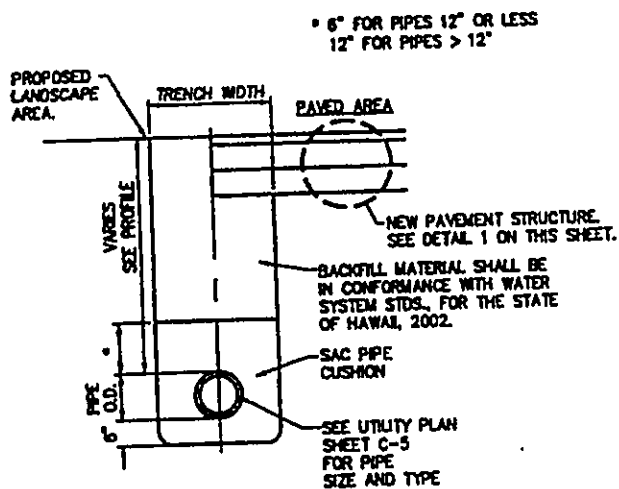 * 6" FOR PIPES 12" OR LESS
12" FOR PIPES > 12"
PROPOSED
LANDSCAPE
AREA.
TRENCH WIDTH
PAVED AREA
VARIES
SEE PROFILE
NEW PAVEMENT STRUCTURE.
SEE DETAIL 1 ON THIS SHEET.
BACKFILL MATERIAL SHALL BE
IN CONFORMANCE WITH WATER
SYSTEM STDS., FOR THE STATE
OF HAWAII, 2002.
*
SAC PIPE
CUSHION
PIPE
O.D.
6"
SEE UTILITY PLAN
SHEET C-5
FOR PIPE
SIZE AND TYPE